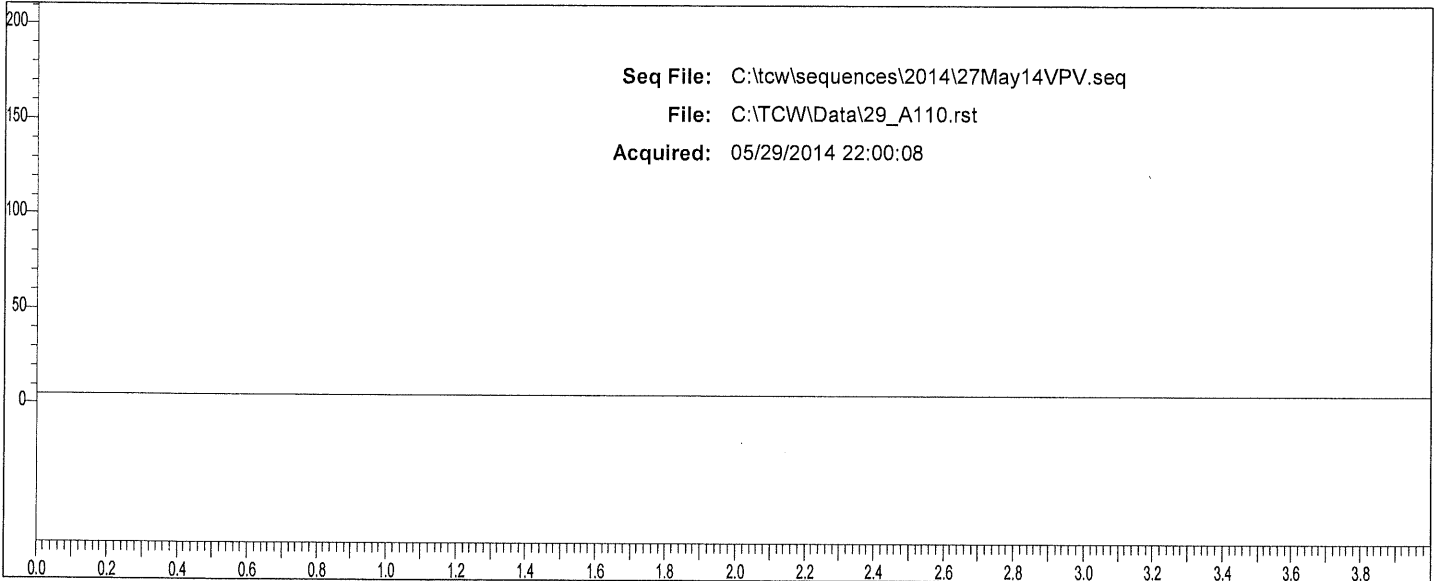 200
Seq File: C:\tcw\sequences\2014\27May14VPV.seq
150
File: C:\TCW\Data\29_A110.rst
Acquired: 05/29/2014 22:00:08
100
50
0
0.0 0.2 0.4 0.6 0.8 1.0 1.2 1.4 1.6 1.8 2.0 2.2 2.4 2.6 2.8 3.0 3.2 3.4 3.6 3.8